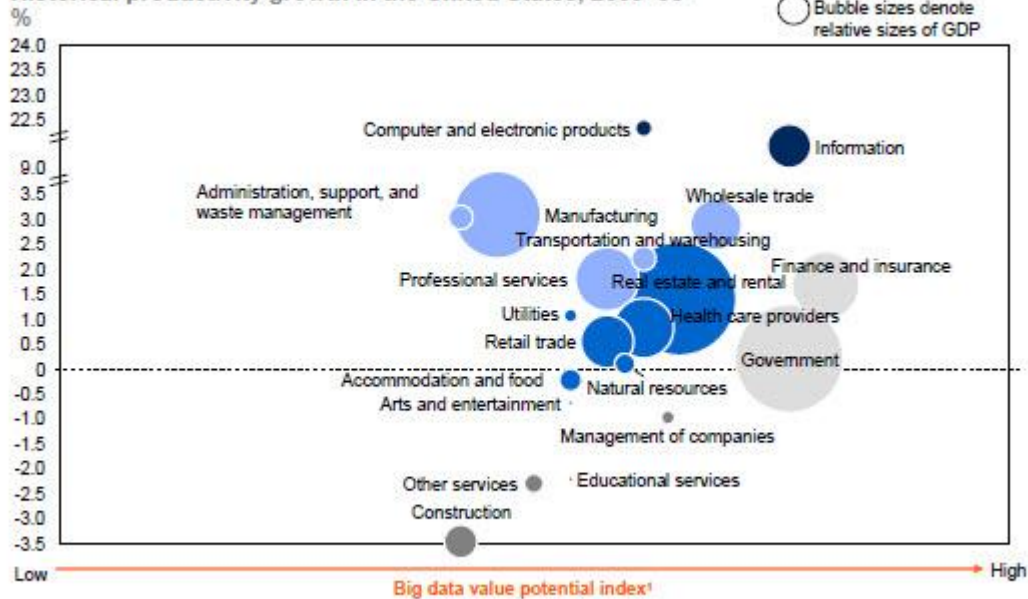 %
Bubble sizes denote
relative sizes of GDP
24.0
23.5
23.0
22.5
9.0
3.5
3.0
2.5
2.0
1.5
1.0
0.5
0
-0.5
-1.0
-1.5
-2.0
-2.5
-3.0
-3.5
Computer and electronic products
Information
Administration, support, and
waste management
Wholesale trade
Manufacturing
Transportation and warehousing
Finance and insurance
Professional services
Real estate and rental
Utilities
Health care providers
Retail trade
Government
Accommodation and food
Natural resources
Arts and entertainment
Management of companies
Other services
Educational services
Construction
Low
High
Big data value potential index¹